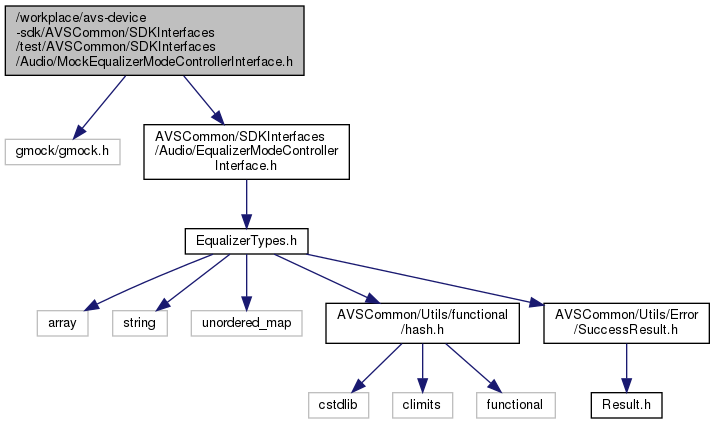 /workplace/avs-device
-sdk/AVSCommon/SDKInterfaces
/test/AVSCommon/SDKInterfaces
/Audio/MockEqualizerModeControllerInterface.h
gmock/gmock.h
AVSCommon/SDKInterfaces
/Audio/EqualizerModeController
Interface.h
EqualizerTypes.h
array
string
unordered_map
AVSCommon/Utils/functional
/hash.h
AVSCommon/Utils/Error
/SuccessResult.h
cstdlib
climits
functional
Result.h